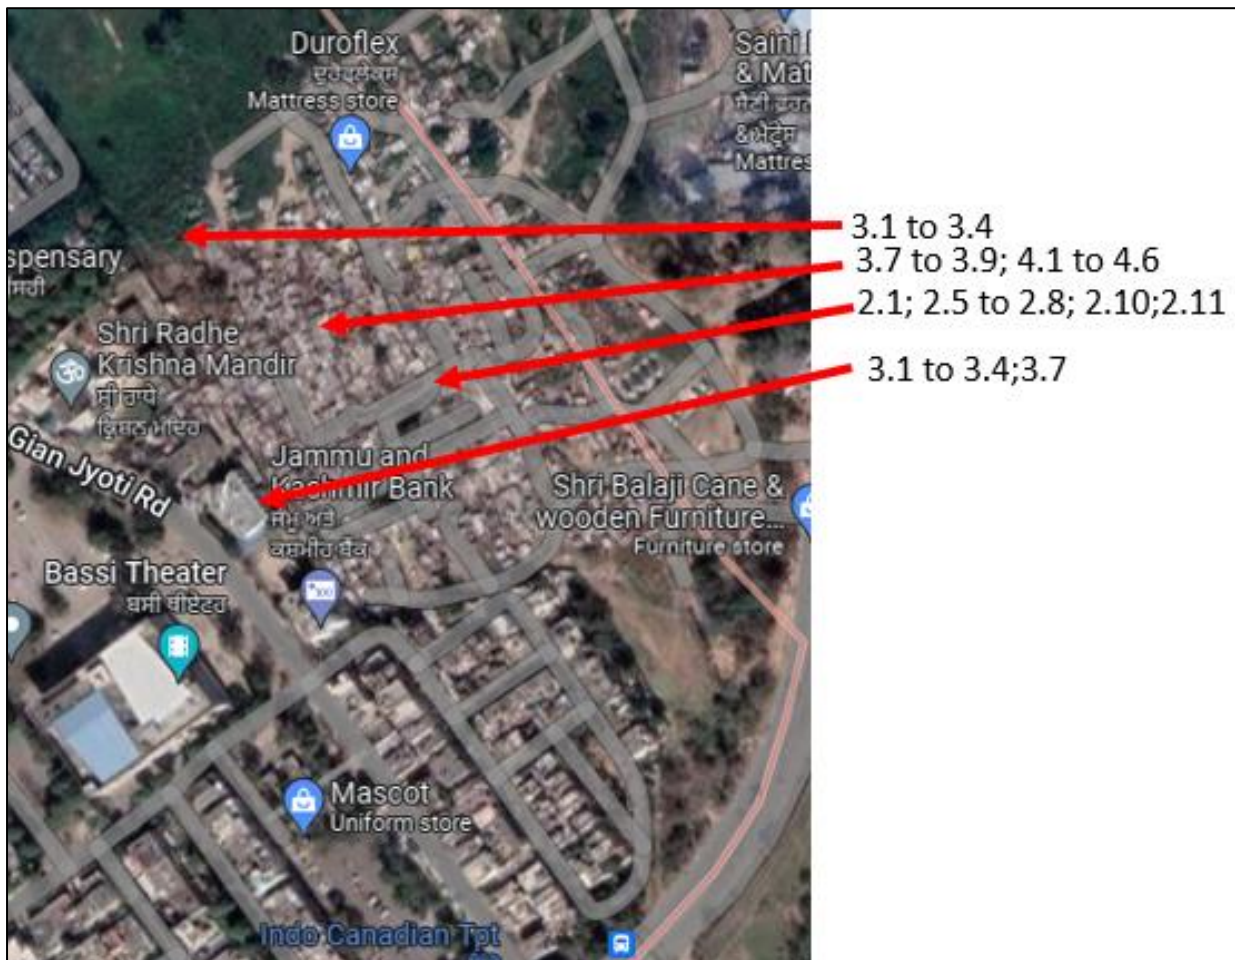 Duroflex
ਦੁਰੋਫਲੈਕਸ
Mattress store
Saini
& Mat
& ਮੈਟ੍ਰੇਸ
Mattres
3.1 to 3.4
3.7 to 3.9; 4.1 to 4.6
2.1; 2.5 to 2.8; 2.10;2.11
3.1 to 3.4;3.7
spensary
Shri Radhe
Krishna Mandir
ਸ਼੍ਰੀ ਰਾਧੇ
ਕ੍ਰਿਸ਼ਨ ਮੰਦਿਰ
Gian Jyoti Rd
Jammu and
Kashmir Bank
ਜੰਮੂ ਅਤੇ
ਕਸ਼ਮੀਰ ਬੈਂਕ
Shri Balaji Cane &
wooden Furniture...
Furniture store
Bassi Theater
ਬਸੀ ਥੀਏਟਰ
Mascot
Uniform store
Indo Canadian Tpt